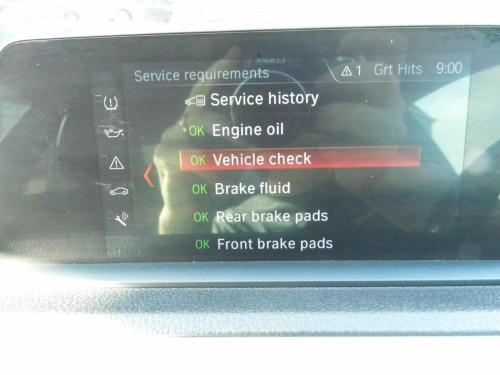 Service requirements
1 Grt Hits 9:00
Service history
OK Engine oil
OK Vehicle check
OK Brake fluid
OK Rear brake pads
OK Front brake pads